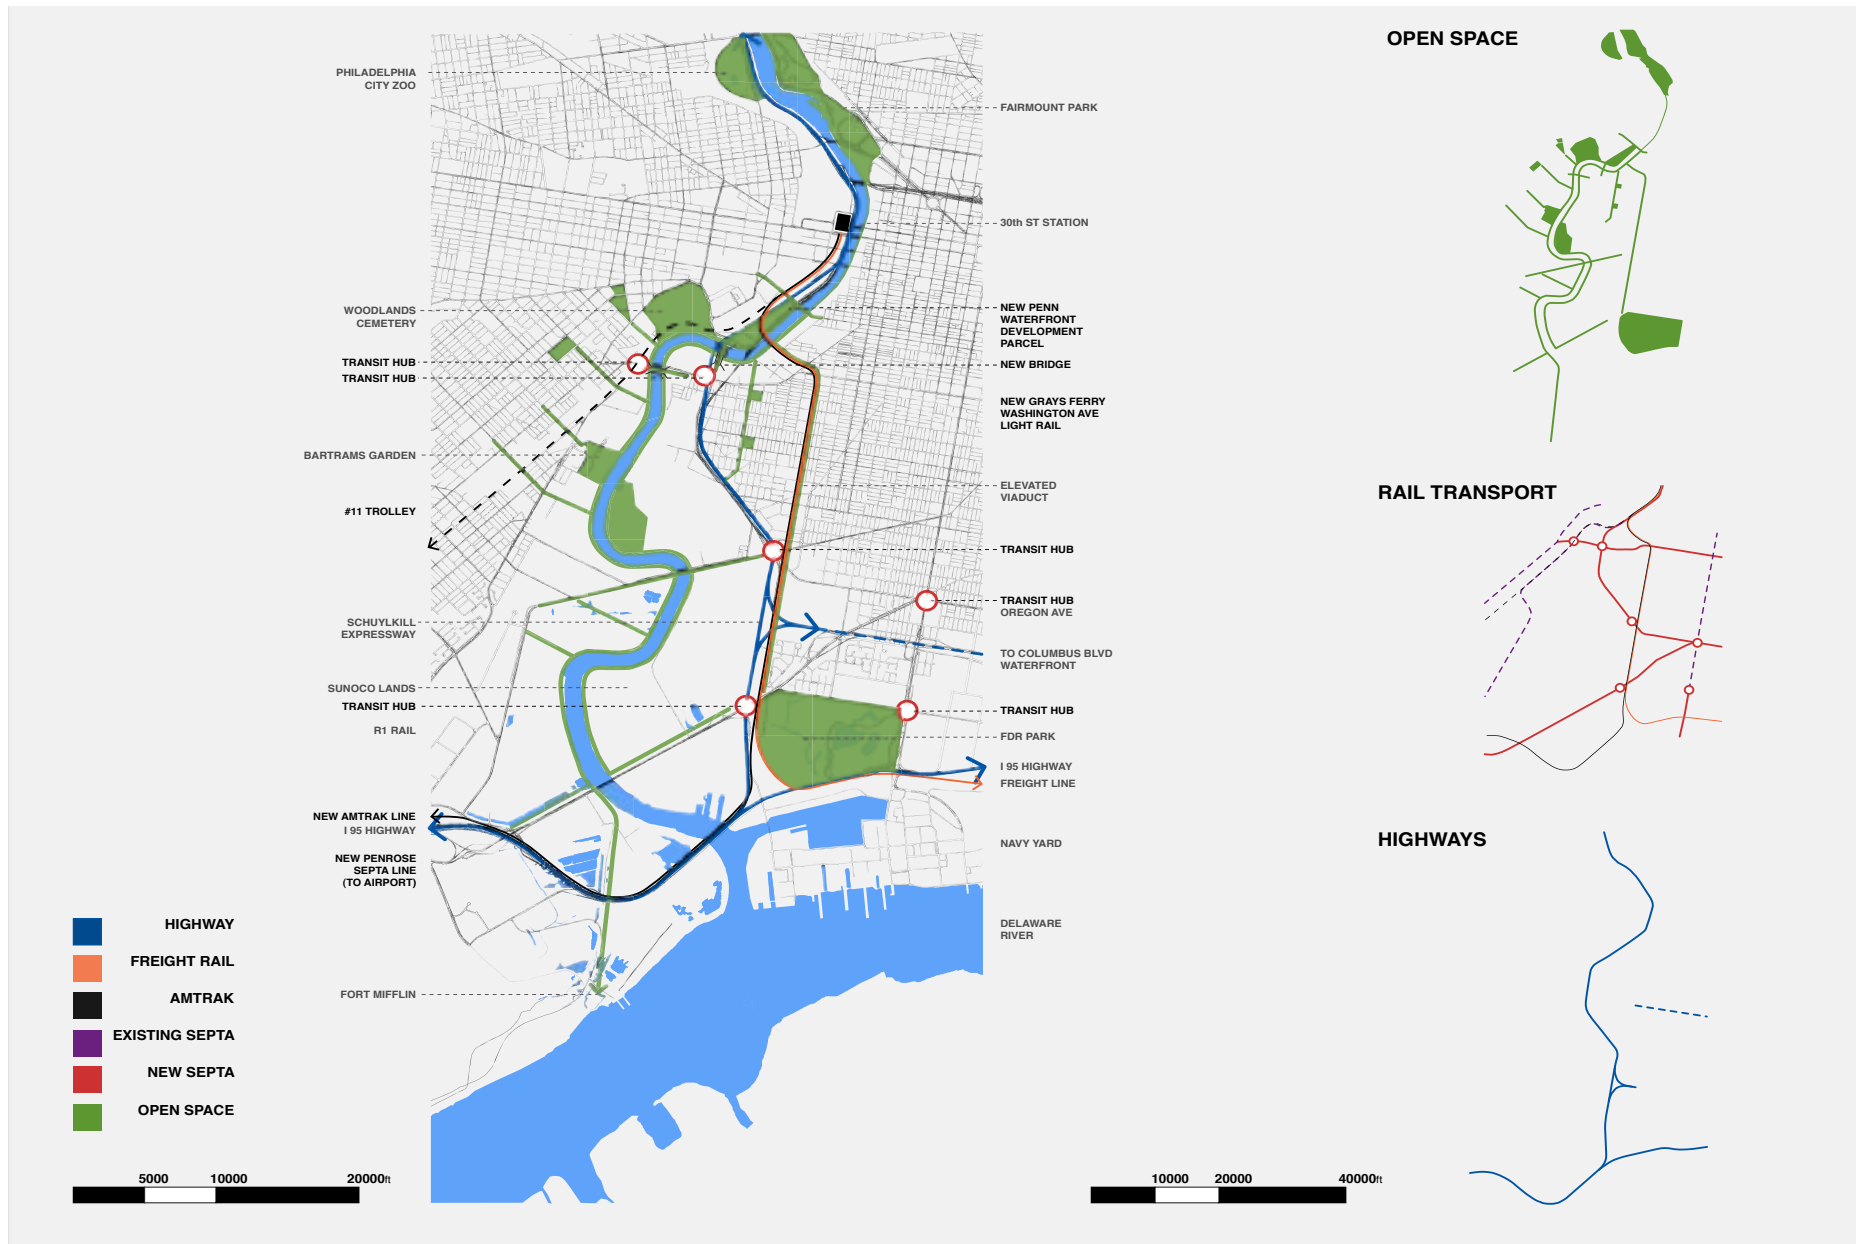 PHILADELPHIA
CITY ZOO
WOODLANDS
CEMETERY
TRANSIT HUB
TRANSIT HUB
BARTRAMS GARDEN
#11 TROLLEY
SCHUYLKILL
EXPRESSWAY
SUNOCO LANDS
TRANSIT HUB
R1 RAIL
NEW AMTRAK LINE
I 95 HIGHWAY
NEW PENROSE
SEPTA LINE
(TO AIRPORT)
FORT MIFFLIN
HIGHWAY
FREIGHT RAIL
AMTRAK
EXISTING SEPTA
NEW SEPTA
OPEN SPACE
5000 10000 20000ft
FAIRMOUNT PARK
30th ST STATION
NEW PENN
WATERFRONT
DEVELOPMENT
PARCEL
NEW BRIDGE
NEW GRAYS FERRY
WASHINGTON AVE
LIGHT RAIL
ELEVATED
VIADUCT
TRANSIT HUB
TRANSIT HUB
OREGON AVE
TO COLUMBUS BLVD
WATERFRONT
TRANSIT HUB
FDR PARK
I 95 HIGHWAY
FREIGHT LINE
NAVY YARD
DELAWARE
RIVER
10000 20000 40000ft
OPEN SPACE
RAIL TRANSPORT
HIGHWAYS